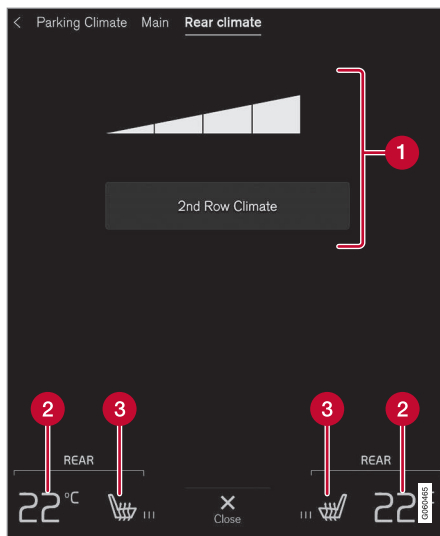 < Parking Climate Main Rear climate
1
2nd Row Climate
2 3 3 2
REAR REAR
22 °C 22
Close
G060465